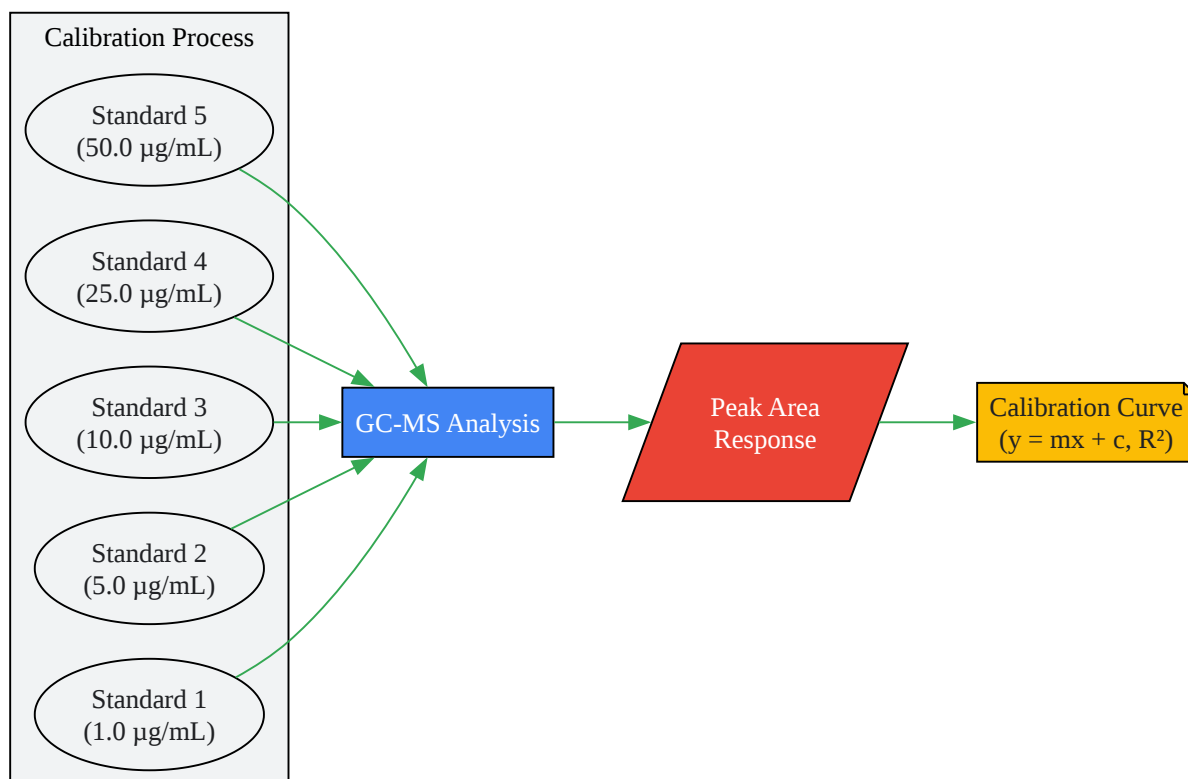 Calibration Process
Standard 5
(50.0 µg/mL)
Standard 4
(25.0 µg/mL)
Standard 3
(10.0 µg/mL)
Standard 2
(5.0 µg/mL)
Standard 1
(1.0 µg/mL)
GC-MS Analysis
Peak Area
Response
Calibration Curve
(y = mx + c, R²)